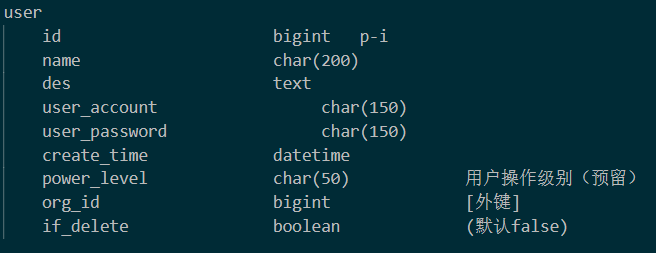 user
id bigint p-i
name char(200)
des text
user_account char(150)
user_password char(150)
create_time datetime
power_level char(50) 用户操作级别（预留）
org_id bigint [外键]
if_delete boolean (默认false)